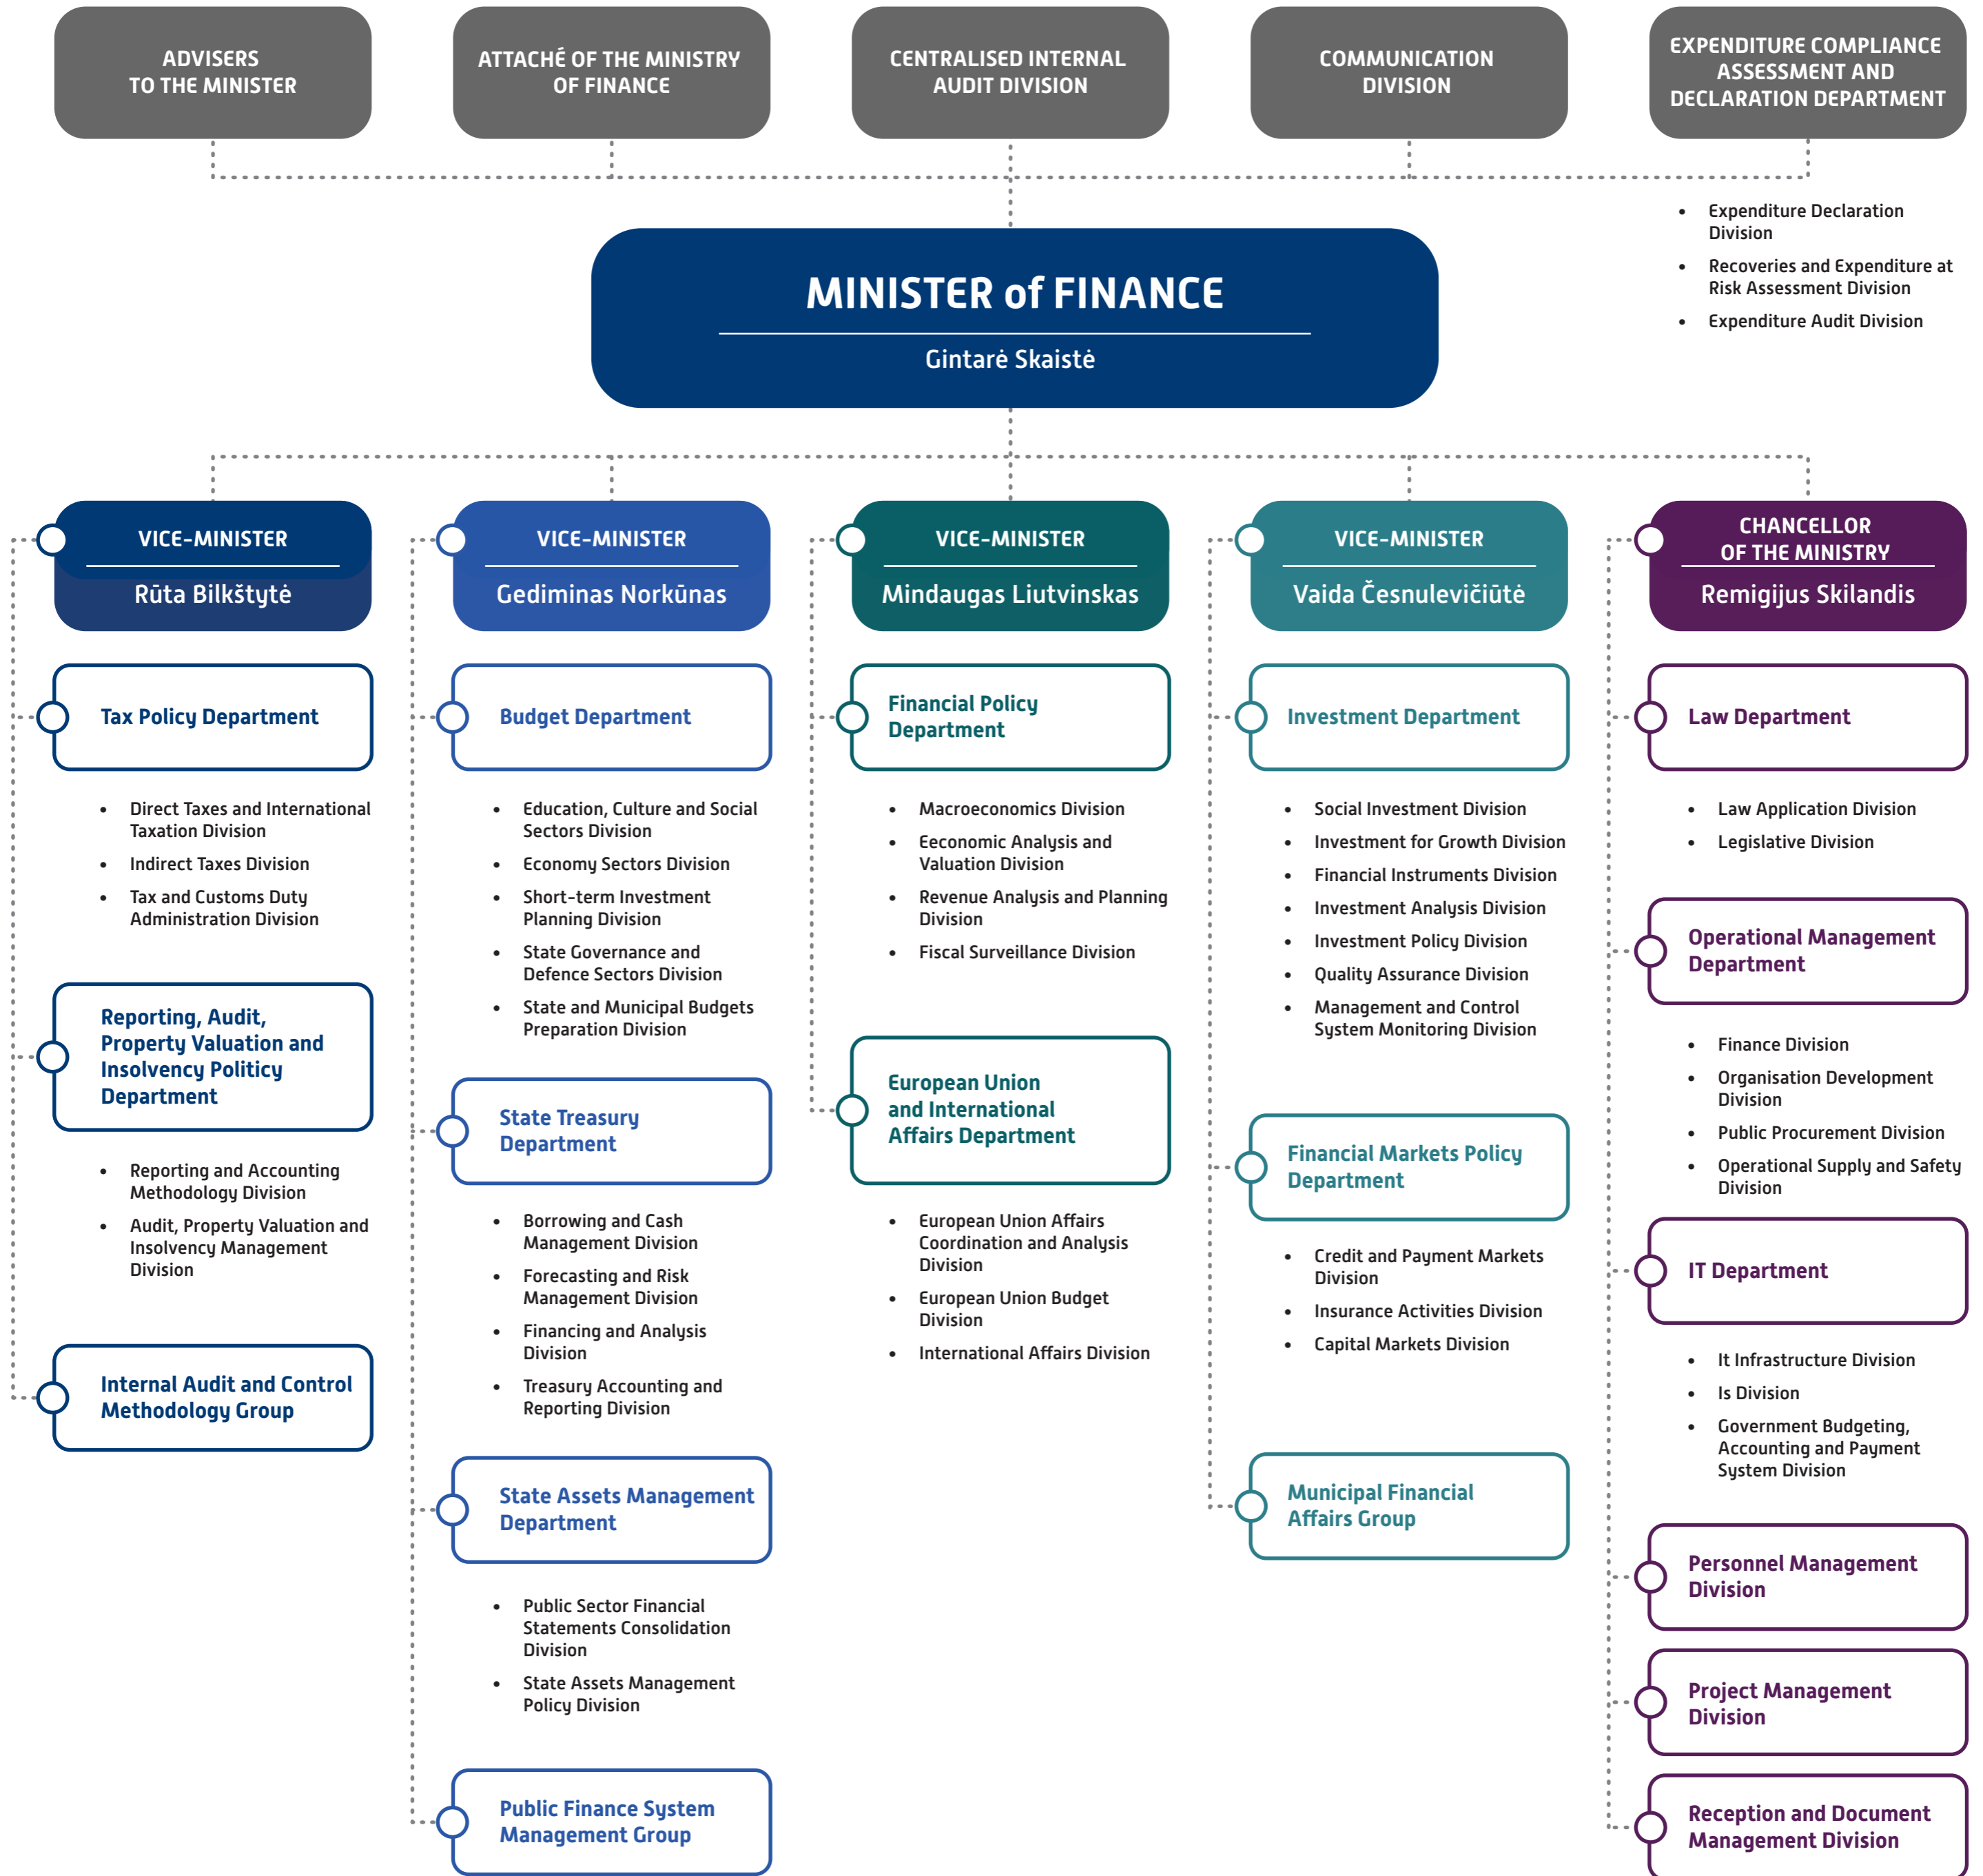 ADVISERS
TO THE MINISTER
ATTACHÉ OF THE MINISTRY
OF FINANCE
CENTRALISED INTERNAL
AUDIT DIVISION
COMMUNICATION
DIVISION
EXPENDITURE COMPLIANCE
ASSESSMENT AND
DECLARATION DEPARTMENT
• Expenditure Declaration
Division
• Recoveries and Expenditure at
Risk Assessment Division
• Expenditure Audit Division
MINISTER of FINANCE
Gintarė Skaistė
VICE-MINISTER
Rūta Bilkštytė
Tax Policy Department
• Direct Taxes and International
Taxation Division
• Indirect Taxes Division
• Tax and Customs Duty
Administration Division
Reporting, Audit,
Property Valuation and
Insolvency Politicy
Department
• Reporting and Accounting
Methodology Division
• Audit, Property Valuation and
Insolvency Management
Division
Internal Audit and Control
Methodology Group
VICE-MINISTER
Gediminas Norkūnas
Budget Department
• Education, Culture and Social
Sectors Division
• Economy Sectors Division
• Short-term Investment
Planning Division
• State Governance and
Defence Sectors Division
• State and Municipal Budgets
Preparation Division
State Treasury
Department
• Borrowing and Cash
Management Division
• Forecasting and Risk
Management Division
• Financing and Analysis
Division
• Treasury Accounting and
Reporting Division
State Assets Management
Department
• Public Sector Financial
Statements Consolidation
Division
• State Assets Management
Policy Division
Public Finance System
Management Group
VICE-MINISTER
Mindaugas Liutvinskas
Financial Policy
Department
• Macroeconomics Division
• Eeconomic Analysis and
Valuation Division
• Revenue Analysis and Planning
Division
• Fiscal Surveillance Division
European Union
and International
Affairs Department
• European Union Affairs
Coordination and Analysis
Division
• European Union Budget
Division
• International Affairs Division
VICE-MINISTER
Vaida Česnulevičiūtė
Investment Department
• Social Investment Division
• Investment for Growth Division
• Financial Instruments Division
• Investment Analysis Division
• Investment Policy Division
• Quality Assurance Division
• Management and Control
System Monitoring Division
Financial Markets Policy
Department
• Credit and Payment Markets
Division
• Insurance Activities Division
• Capital Markets Division
Municipal Financial
Affairs Group
CHANCELLOR
OF THE MINISTRY
Remigijus Skilandis
Law Department
• Law Application Division
• Legislative Division
Operational Management
Department
• Finance Division
• Organisation Development
Division
• Public Procurement Division
• Operational Supply and Safety
Division
IT Department
• It Infrastructure Division
• Is Division
• Government Budgeting,
Accounting and Payment
System Division
Personnel Management
Division
Project Management
Division
Reception and Document
Management Division